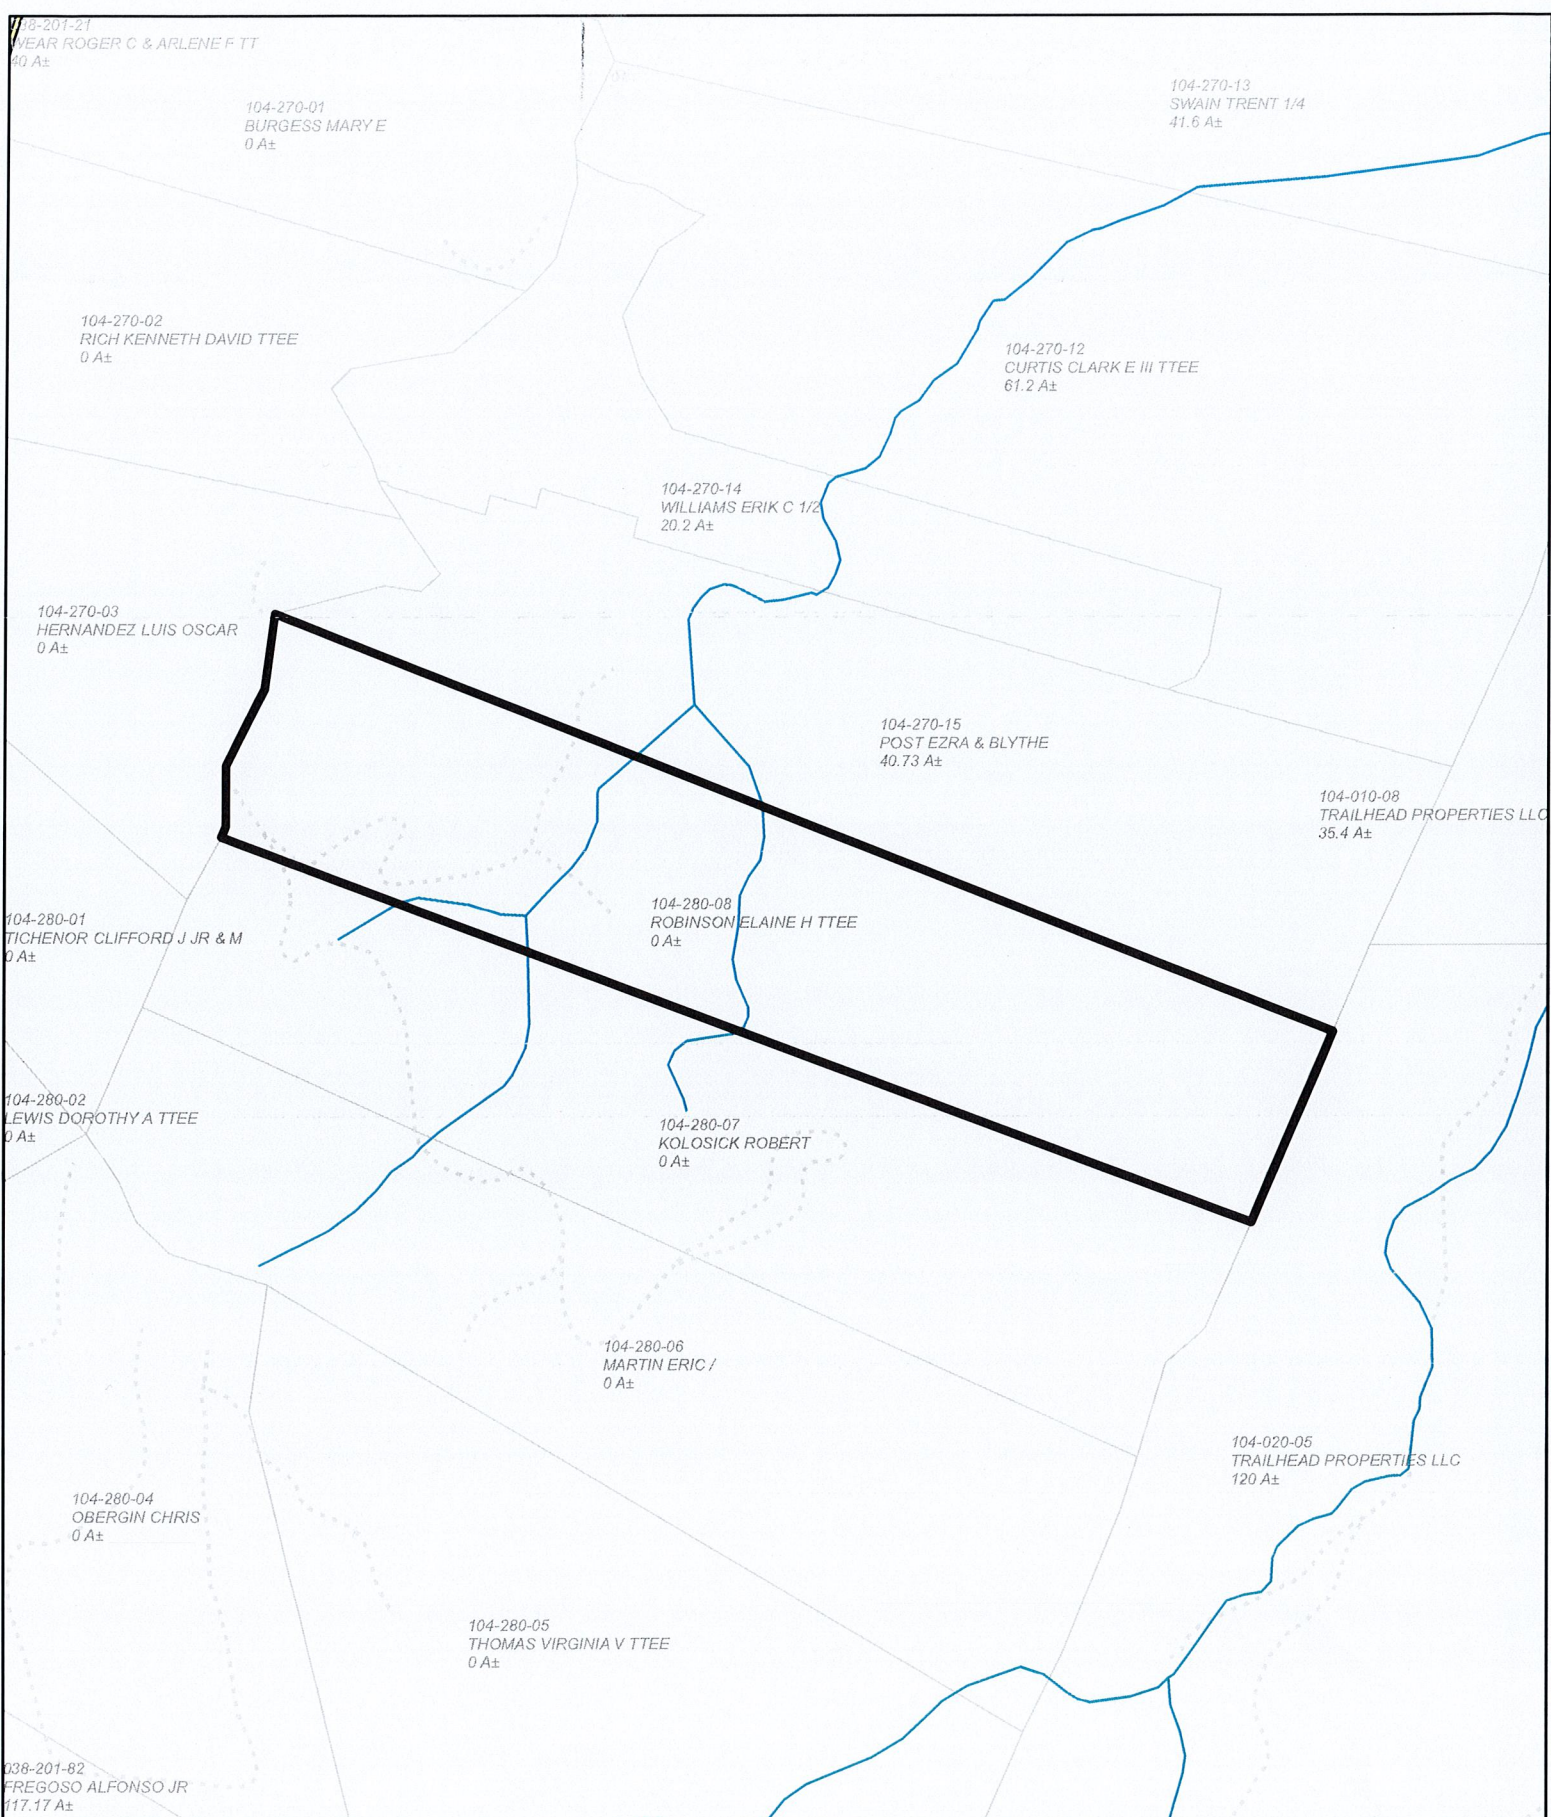 38-201-21
WEAR ROGER C & ARLENE F TT
40 A±
104-270-01
BURGESS MARY E
0 A±
104-270-13
SWAIN TRENT 1/4
41.6 A±
104-270-02
RICH KENNETH DAVID TTEE
0 A±
104-270-12
CURTIS CLARK E III TTEE
61.2 A±
104-270-14
WILLIAMS ERIK C 1/2
20.2 A±
104-270-03
HERNANDEZ LUIS OSCAR
0 A±
104-270-15
POST EZRA & BLYTHE
40.73 A±
104-010-08
TRAILHEAD PROPERTIES LLC
35.4 A±
104-280-01
TICHENOR CLIFFORD J JR & M
0 A±
104-280-08
ROBINSON ELAINE H TTEE
0 A±
104-280-02
LEWIS DOROTHY A TTEE
0 A±
104-280-07
KOLOSICK ROBERT
0 A±
104-280-06
MARTIN ERIC /
0 A±
104-020-05
TRAILHEAD PROPERTIES LLC
120 A±
104-280-04
OBERGIN CHRIS
0 A±
104-280-05
THOMAS VIRGINIA V TTEE
0 A±
038-201-82
FREGOSO ALFONSO JR
117.17 A±